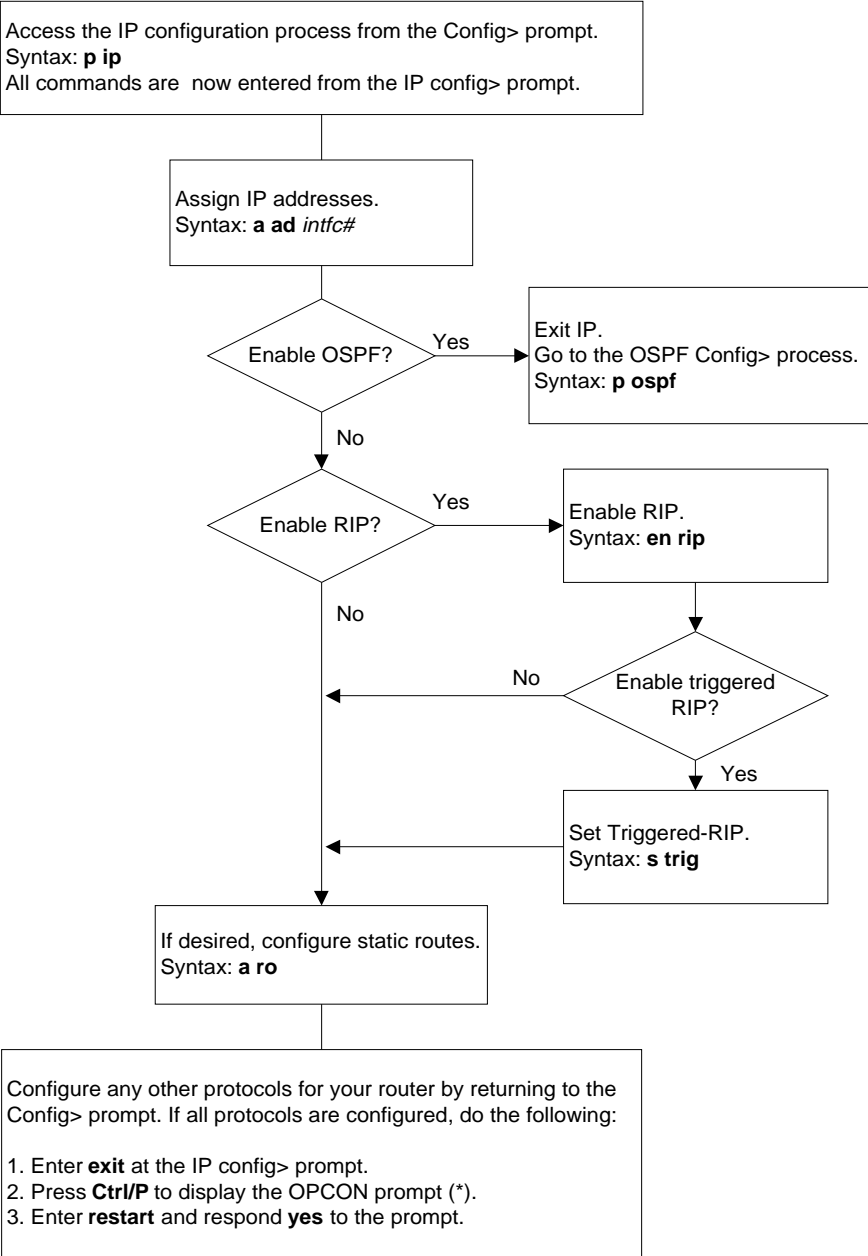 Access the IP configuration process from the Config> prompt.
Syntax: p ip
All commands are  now entered from the IP config> prompt.
Assign IP addresses.
Syntax: a ad intfc#
Enable OSPF?
Yes
Exit IP.
Go to the OSPF Config> process.
Syntax: p ospf
No
Enable RIP?
Yes
Enable RIP.
Syntax: en rip
No
No
Enable triggered
RIP?
Yes
Set Triggered-RIP.
Syntax: s trig
If desired, configure static routes.
Syntax: a ro
Configure any other protocols for your router by returning to the
Config> prompt. If all protocols are configured, do the following:
1. Enter exit at the IP config> prompt.
2. Press Ctrl/P to display the OPCON prompt (*).
3. Enter restart and respond yes to the prompt.